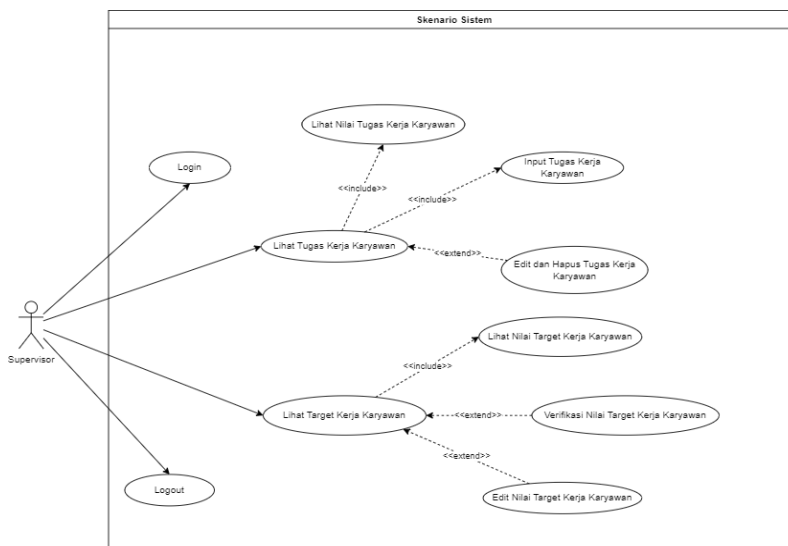 Skenario Sistem
Lihat Nilai Tugas Kerja Karyawan
Login
Input Tugas Kerja
Karyawan
<<include>>
<<include>>
Lihat Tugas Kerja Karyawan
<<extend>>
Edit dan Hapus Tugas Kerja
Karyawan
Supervisor
Lihat Nilai Target Kerja Karyawan
<<include>>
Lihat Target Kerja Karyawan
<<extend>>
Verifikasi Nilai Target Kerja Karyawan
<<extend>>
Logout
Edit Nilai Target Kerja Karyawan